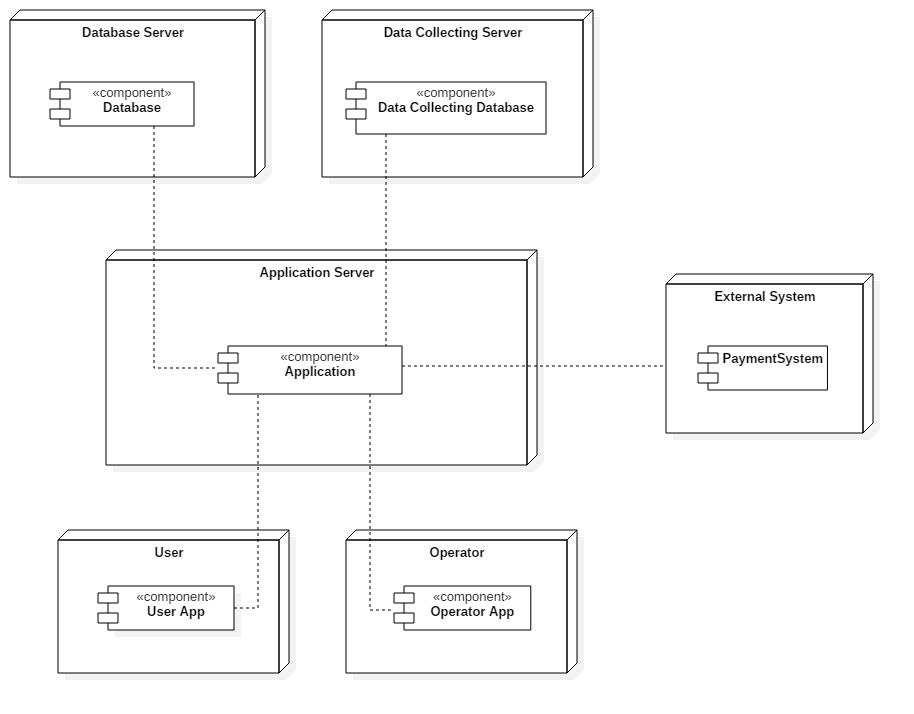 Database Server
«component»
Database
Data Collecting Server
«component»
Data Collecting Database
Application Server
«component»
Application
External System
PaymentSystem
User
«component»
User App
Operator
«component»
Operator App